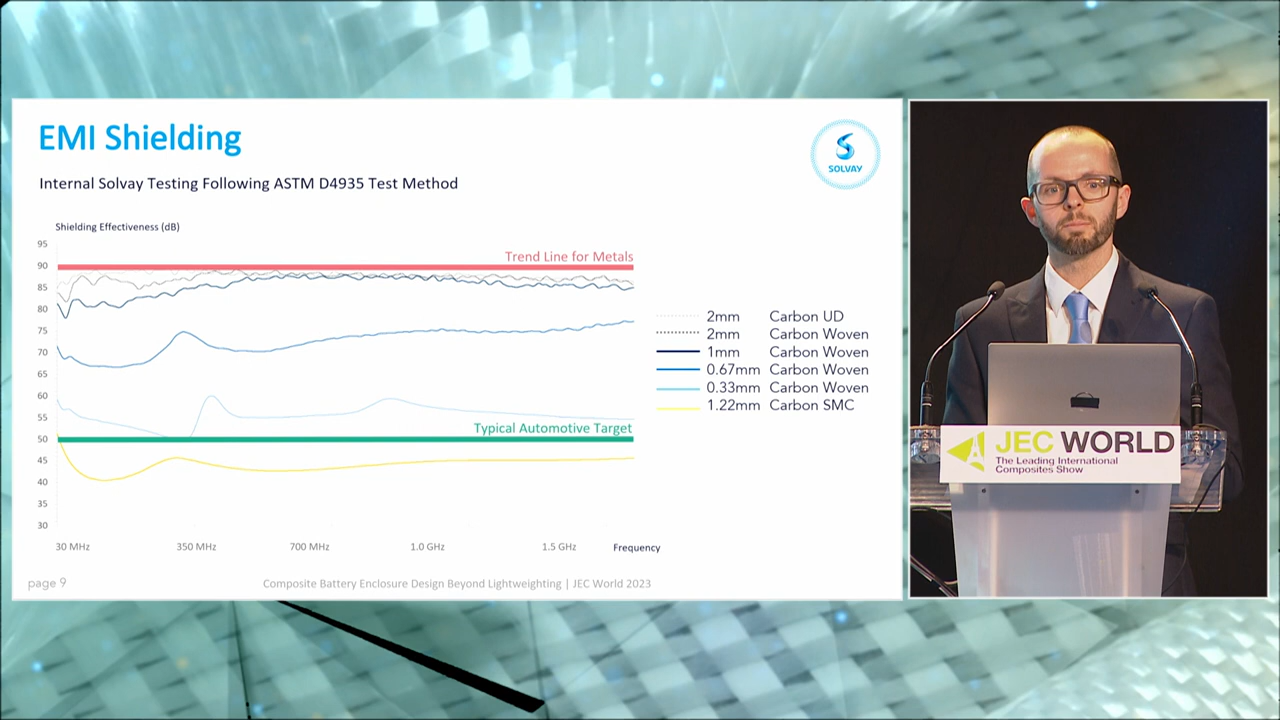 EMI Shielding
SOLVAY
Internal Solvay Testing Following ASTM D4935 Test Method
Shielding Effectiveness (dB)
95
90
85
80
75
70
65
60
55
50
45
40
35
30
Trend Line for Metals
Typical Automotive Target
30 MHz
350 MHz
700 MHz
1.0 GHz
1.5 GHz
Frequency
2mm Carbon UD
2mm Carbon Woven
1mm Carbon Woven
0.67mm Carbon Woven
0.33mm Carbon Woven
1.22mm Carbon SMC
page 9
Composite Battery Enclosure Design Beyond Lightweighting | JEC World 2023
JEC WORLD
The Leading International
Composites Show